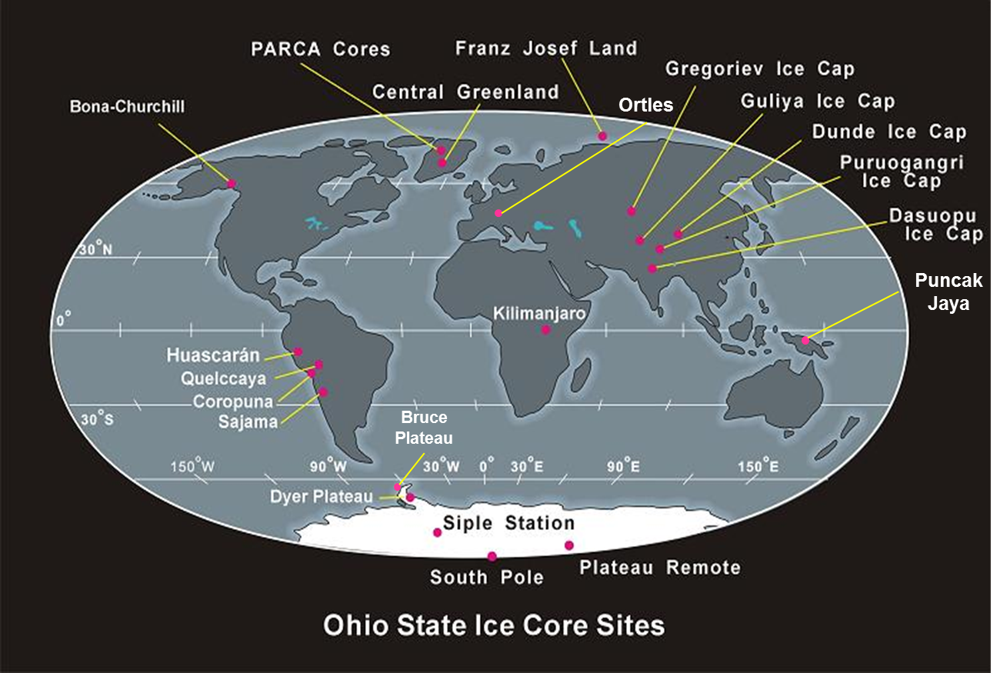 PARCA Cores
Franz Josef Land
Gregoriev Ice Cap
Central Greenland
Ortles
Guliya Ice Cap
Bona-Churchill
Dunde Ice Cap
Puruogangri
Ice Cap
Dasuopu
Ice Cap
30°N
Puncak
Jaya
0°
Kilimanjaro
Huascarán
Quelccaya
Coropuna
Sajama
30°S
Bruce
Plateau
150°W
90°W
30°W
0°
30°E
90°E
150°E
Dyer Plateau
Siple Station
South Pole
Plateau Remote
Ohio State Ice Core Sites